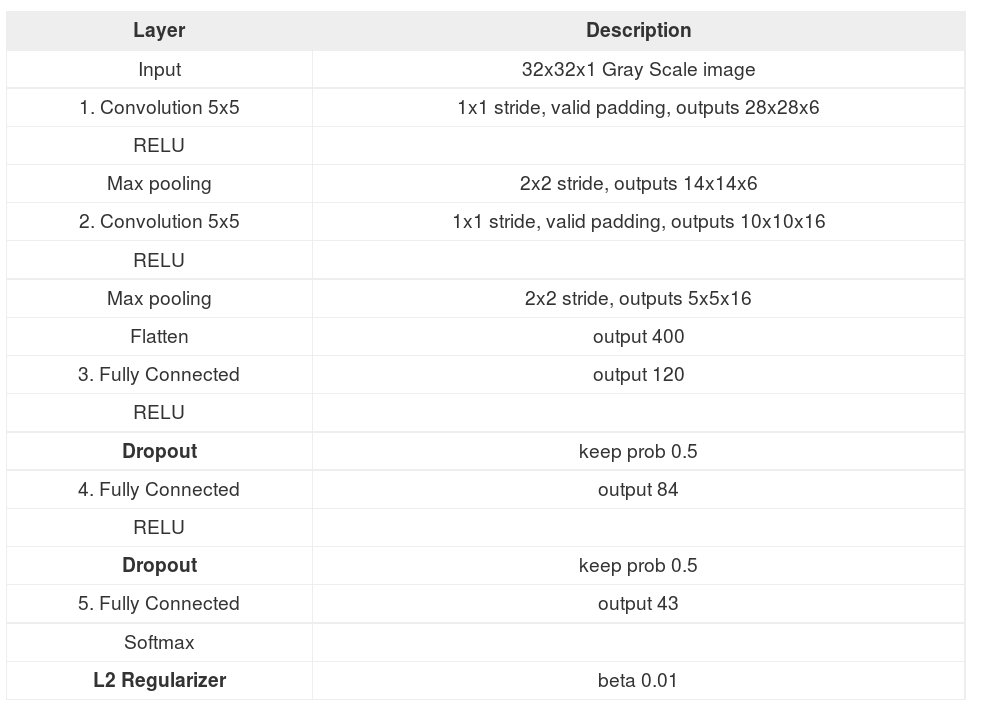 Layer Description
Input 32x32x1 Gray Scale image
1. Convolution 5x5 1x1 stride, valid padding, outputs 28x28x6
RELU
Max pooling 2x2 stride, outputs 14x14x6
2. Convolution 5x5 1x1 stride, valid padding, outputs 10x10x16
RELU
Max pooling 2x2 stride, outputs 5x5x16
Flatten output 400
3. Fully Connected output 120
RELU
Dropout keep prob 0.5
4. Fully Connected output 84
RELU
Dropout keep prob 0.5
5. Fully Connected output 43
Softmax
L2 Regularizer beta 0.01